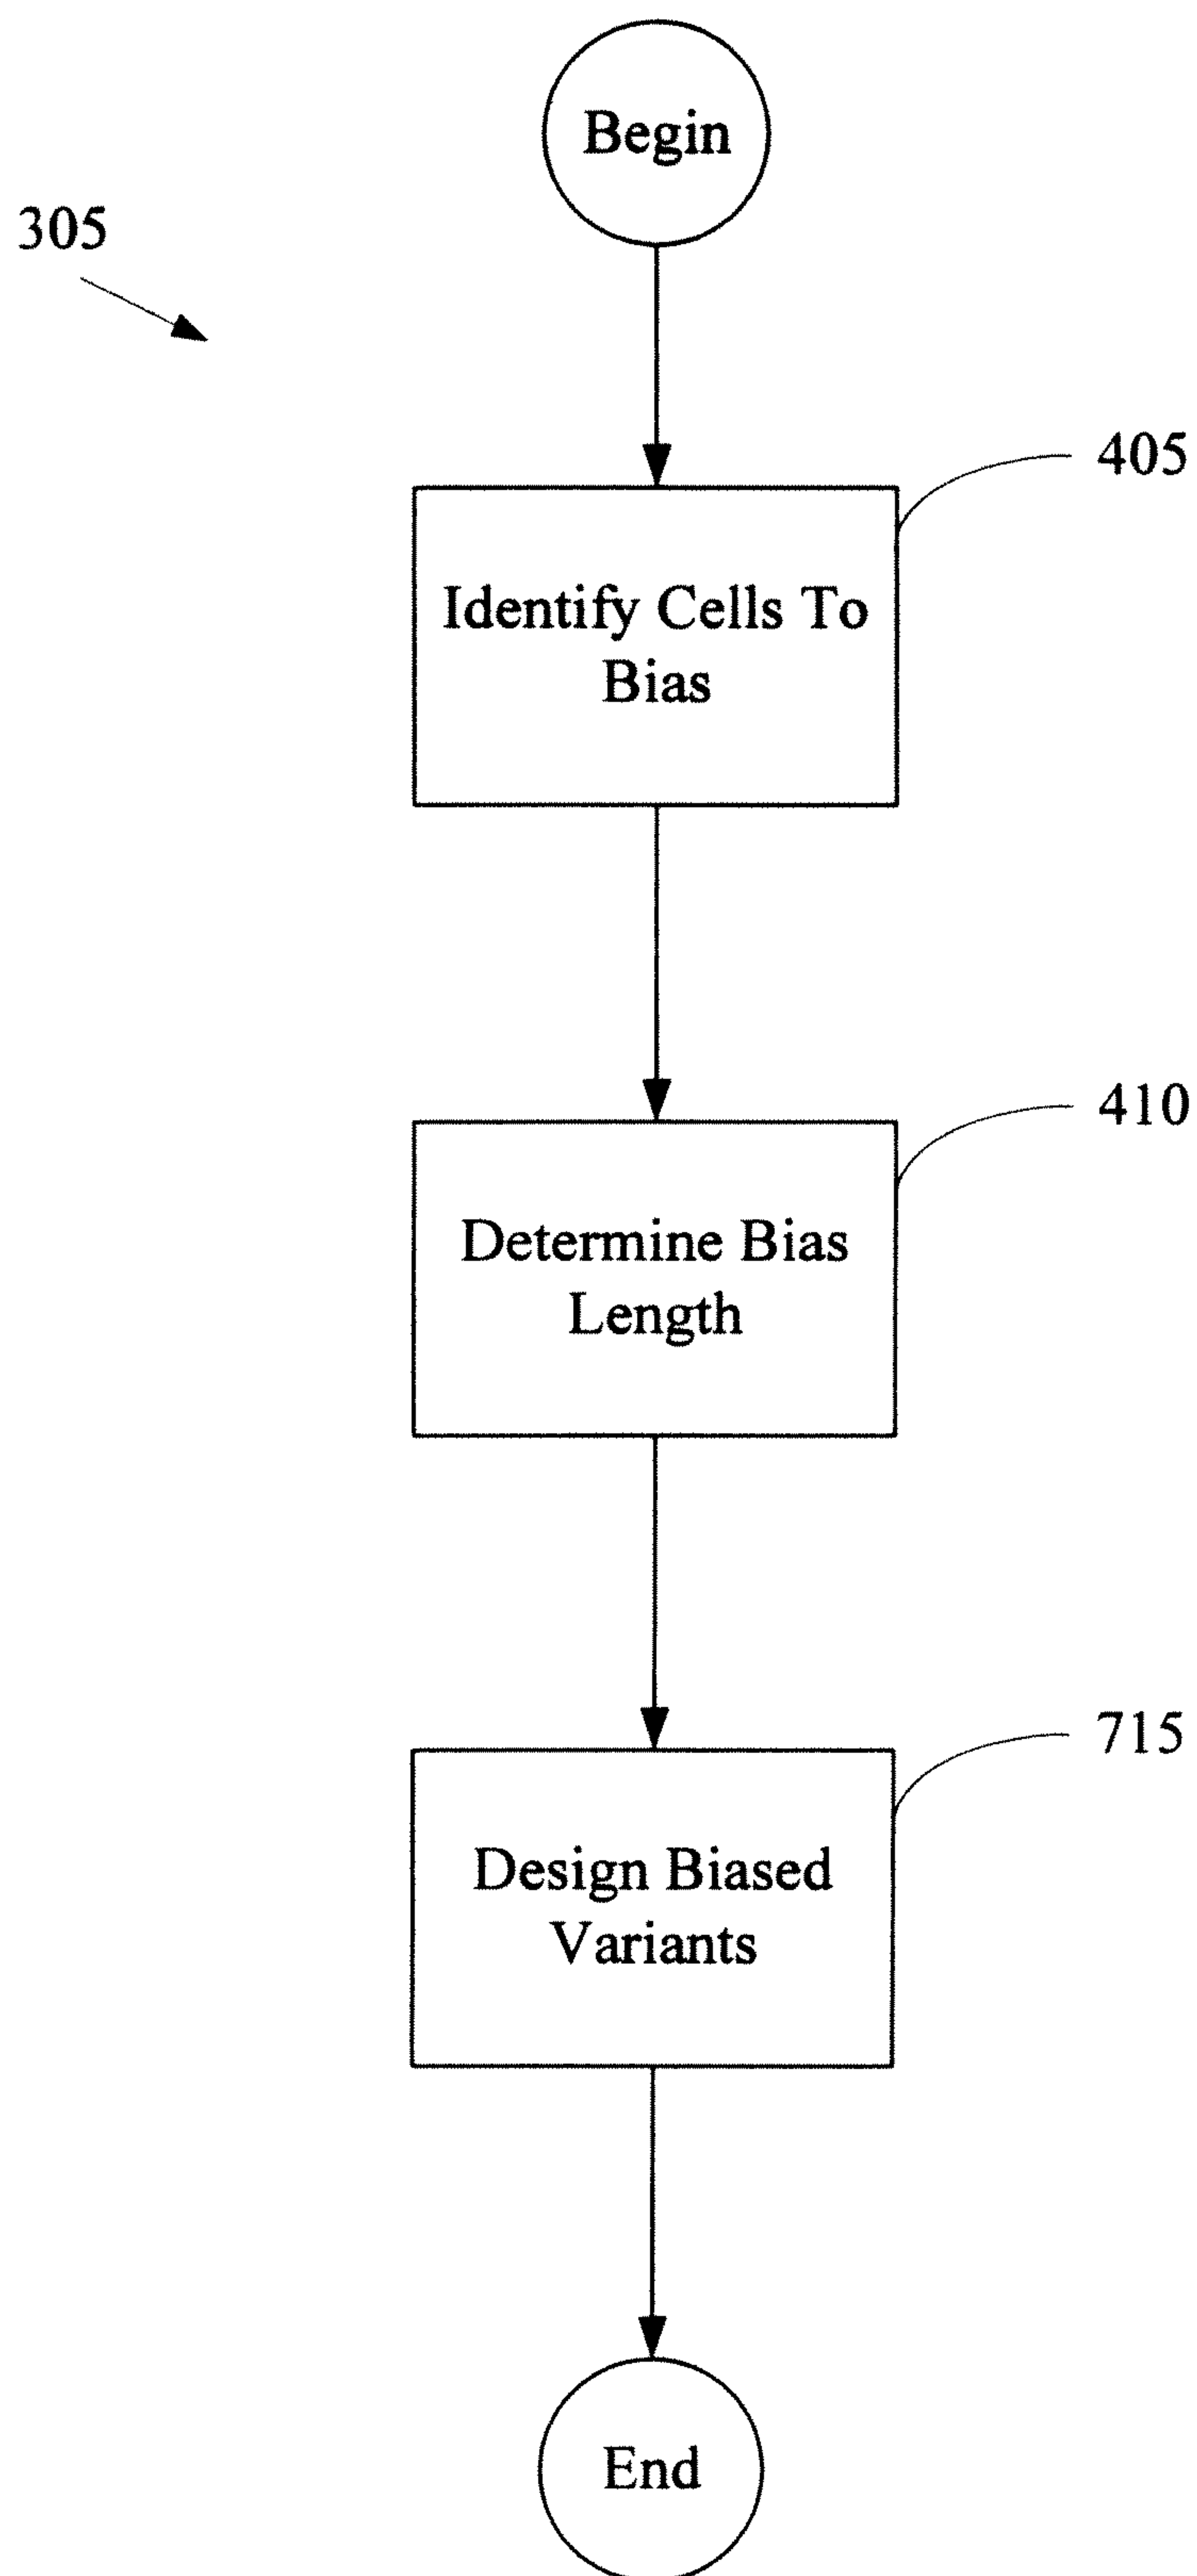 Begin
305
405
Identify Cells To
Bias
410
Determine Bias
Length
715
Design Biased
Variants
End